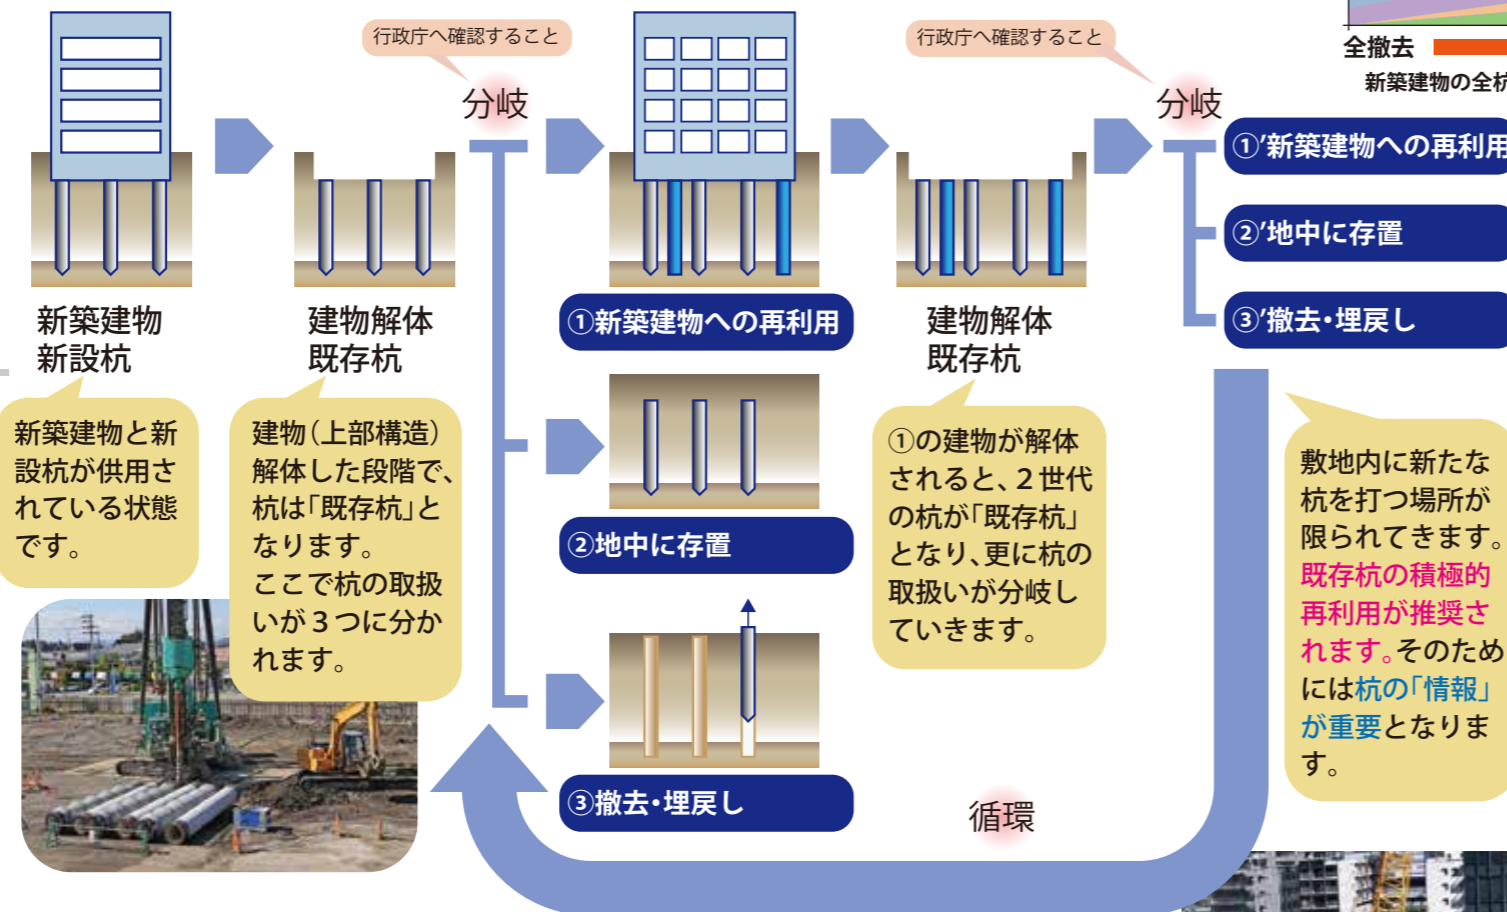 全撤去
新築建物の全杭
行政庁へ確認すること
分岐
行政庁へ確認すること
分岐
新築建物
新設杭
建物解体
既存杭
①新築建物への再利用
建物解体
既存杭
①’新築建物への再利用
②’地中に存置
③’撤去・埋戻し
新築建物と新
設杭が供用さ
れている状態
です。
建物（上部構造）
解体した段階で、
杭は「既存杭」と
なります。
ここで杭の取扱
いが３つに分か
れます。
②地中に存置
③撤去・埋戻し
①の建物が解体
されると、２世代
の杭が「既存杭」
となり、更に杭の
取扱いが分岐し
ていきます。
敷地内に新たな
杭を打つ場所が
限られてきます。
既存杭の積極的
再利用が推奨さ
れます。そのため
には杭の「情報」
が重要となりま
す。
循環